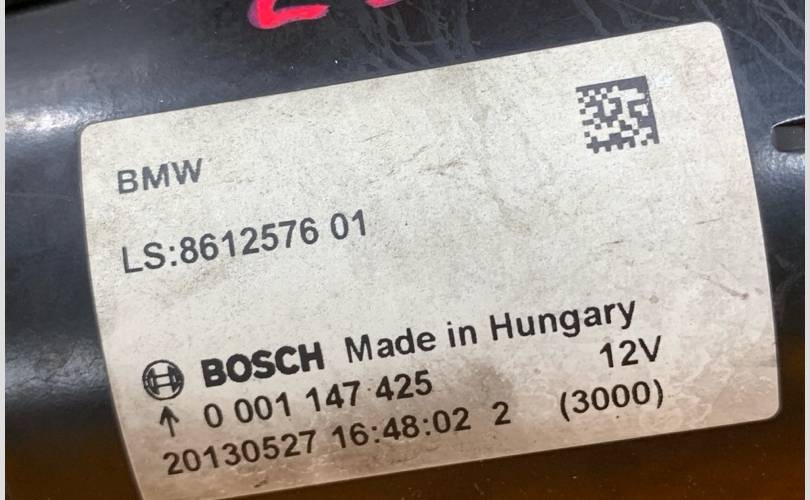 BMW
LS:8612576 01
BOSCH Made in Hungary
0 001 147 425 12V
20130527 16:48:02 2 (3000)